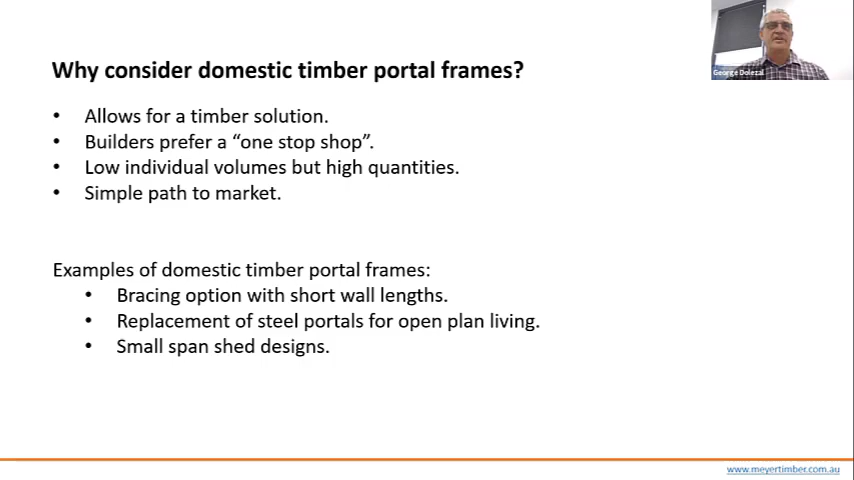 Why consider domestic timber portal frames?
• Allows for a timber solution.
• Builders prefer a “one stop shop”.
• Low individual volumes but high quantities.
• Simple path to market.
Examples of domestic timber portal frames:
• Bracing option with short wall lengths.
• Replacement of steel portals for open plan living.
• Small span shed designs.
George Dolezal
www.meyertimber.com.au